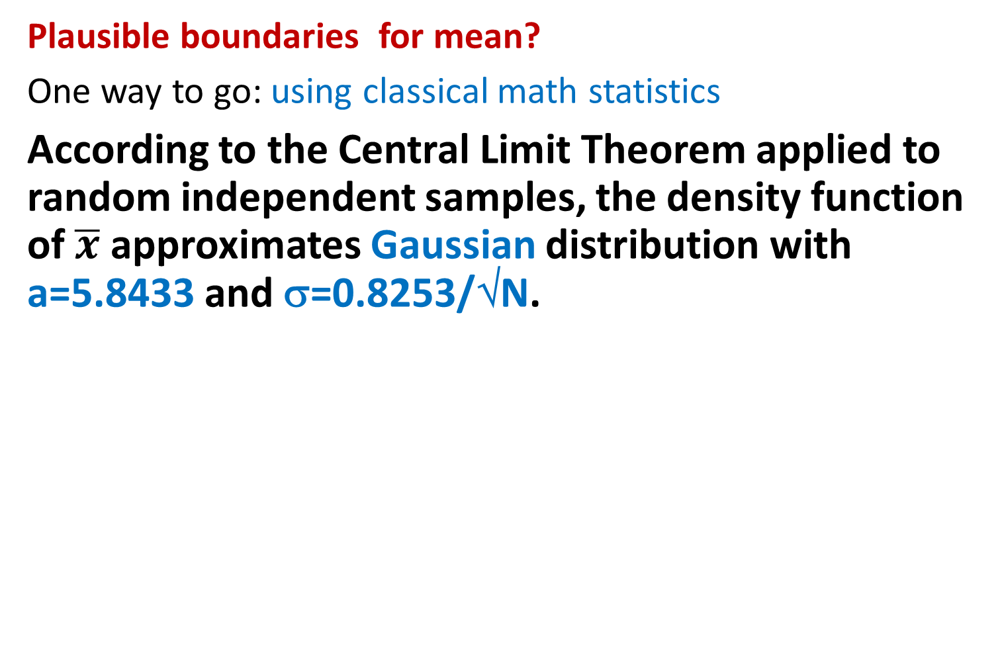 Plausible boundaries  for mean?
One way to go: using classical math statistics
According to the Central Limit Theorem applied to
random independent samples, the density function
of x̅ approximates Gaussian distribution with
a=5.8433 and σ=0.8253/√N.